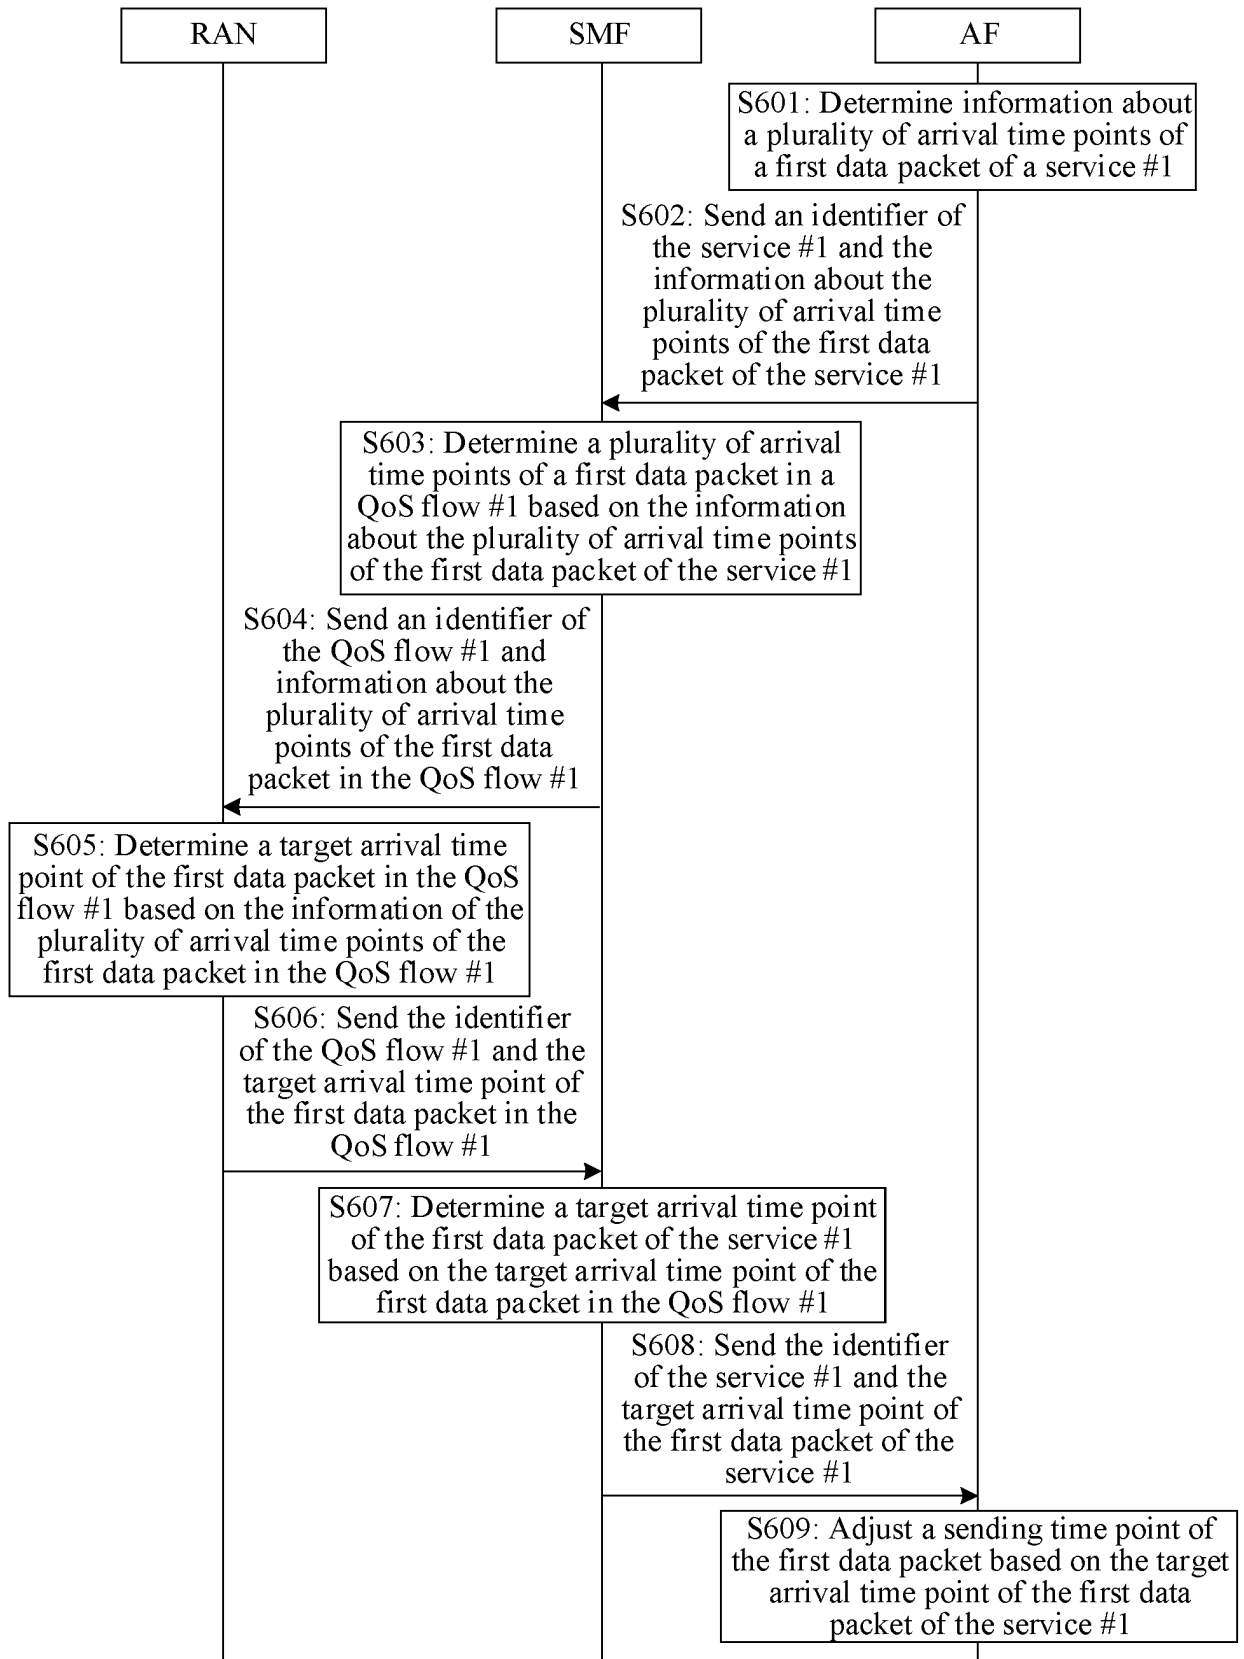 RAN
SMF
AF
S601: Determine information about
a plurality of arrival time points of
a first data packet of a service #1
S602: Send an identifier of
the service #1 and the
information about the
plurality of arrival time
points of the first data
packet of the service #1
S603: Determine a plurality of arrival
time points of a first data packet in a
QoS flow #1 based on the information
about the plurality of arrival time points
of the first data packet of the service #1
S604: Send an identifier of
the QoS flow #1 and
information about the
plurality of arrival time
points of the first data
packet in the QoS flow #1
S605: Determine a target arrival time
point of the first data packet in the QoS
flow #1 based on the information of the
plurality of arrival time points of the
first data packet in the QoS flow #1
S606: Send the identifier
of the QoS flow #1 and the
target arrival time point of
the first data packet in the
QoS flow #1
S607: Determine a target arrival time point
of the first data packet of the service #1
based on the target arrival time point of the
first data packet in the QoS flow #1
S608: Send the identifier
of the service #1 and the
target arrival time point of
the first data packet of the
service #1
S609: Adjust a sending time point of
the first data packet based on the target
arrival time point of the first data
packet of the service #1